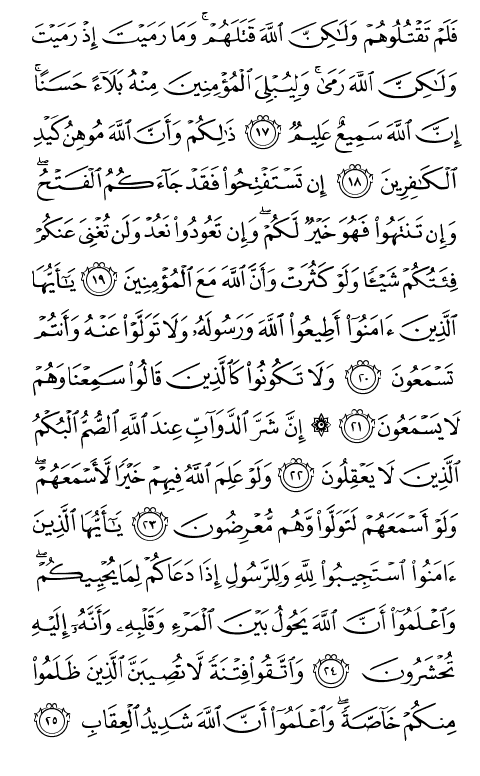 فَلَمۡ تَقۡتُلُوهُمۡ وَلَٰكِنَّ ٱللَّهَ قَتَلَهُمۡۚ وَمَا رَمَيۡتَ إِذۡ رَمَيۡتَ
وَلَٰكِنَّ ٱللَّهَ رَمَىٰۚ وَلِيُبۡلِيَ ٱلۡمُؤۡمِنِينَ مِنۡهُ بَلَآءً حَسَنًاۚ
إِنَّ ٱللَّهَ سَمِيعٌ عَلِيمٞ ١٧ ذَٰلِكُمۡ وَأَنَّ ٱللَّهَ مُوهِنُ كَيۡدِ
ٱلۡكَٰفِرِينَ ١٨ إِن تَسۡتَفۡتِحُواْ فَقَدۡ جَآءَكُمُ ٱلۡفَتۡحُۖ
وَإِن تَنتَهُواْ فَهُوَ خَيۡرٞ لَّكُمۡۖ وَإِن تَعُودُواْ نَعُدۡ وَلَن تُغۡنِيَ عَنكُمۡ
فِئَتُكُمۡ شَيۡـٔٗا وَلَوۡ كَثُرَتۡ وَأَنَّ ٱللَّهَ مَعَ ٱلۡمُؤۡمِنِينَ ١٩ يَٰٓأَيُّهَا
ٱلَّذِينَ ءَامَنُوٓاْ أَطِيعُواْ ٱللَّهَ وَرَسُولَهُۥ وَلَا تَوَلَّوۡاْ عَنۡهُ وَأَنتُمۡ
تَسۡمَعُونَ ٢٠ وَلَا تَكُونُواْ كَٱلَّذِينَ قَالُواْ سَمِعۡنَا وَهُمۡ
لَا يَسۡمَعُونَ ٢١ ۞ إِنَّ شَرَّ ٱلدَّوَآبِّ عِندَ ٱللَّهِ ٱلصُّمُّ ٱلۡبُكۡمُ
ٱلَّذِينَ لَا يَعۡقِلُونَ ٢٢ وَلَوۡ عَلِمَ ٱللَّهُ فِيهِمۡ خَيۡرٗا لَّأَسۡمَعَهُمۡۖ
وَلَوۡ أَسۡمَعَهُمۡ لَتَوَلَّواْ وَّهُم مُّعۡرِضُونَ ٢٣ يَٰٓأَيُّهَا ٱلَّذِينَ
ءَامَنُواْ ٱسۡتَجِيبُواْ لِلَّهِ وَلِلرَّسُولِ إِذَا دَعَاكُمۡ لِمَا يُحۡيِيكُمۡۖ
وَٱعۡلَمُوٓاْ أَنَّ ٱللَّهَ يَحُولُ بَيۡنَ ٱلۡمَرۡءِ وَقَلۡبِهِۦ وَأَنَّهُۥٓ إِلَيۡهِ
تُحۡشَرُونَ ٢٤ وَٱتَّقُواْ فِتۡنَةٗ لَّا تُصِيبَنَّ ٱلَّذِينَ ظَلَمُواْ
مِنكُمۡ خَآصَّةٗۖ وَٱعۡلَمُوٓاْ أَنَّ ٱللَّهَ شَدِيدُ ٱلۡعِقَابِ ٢٥